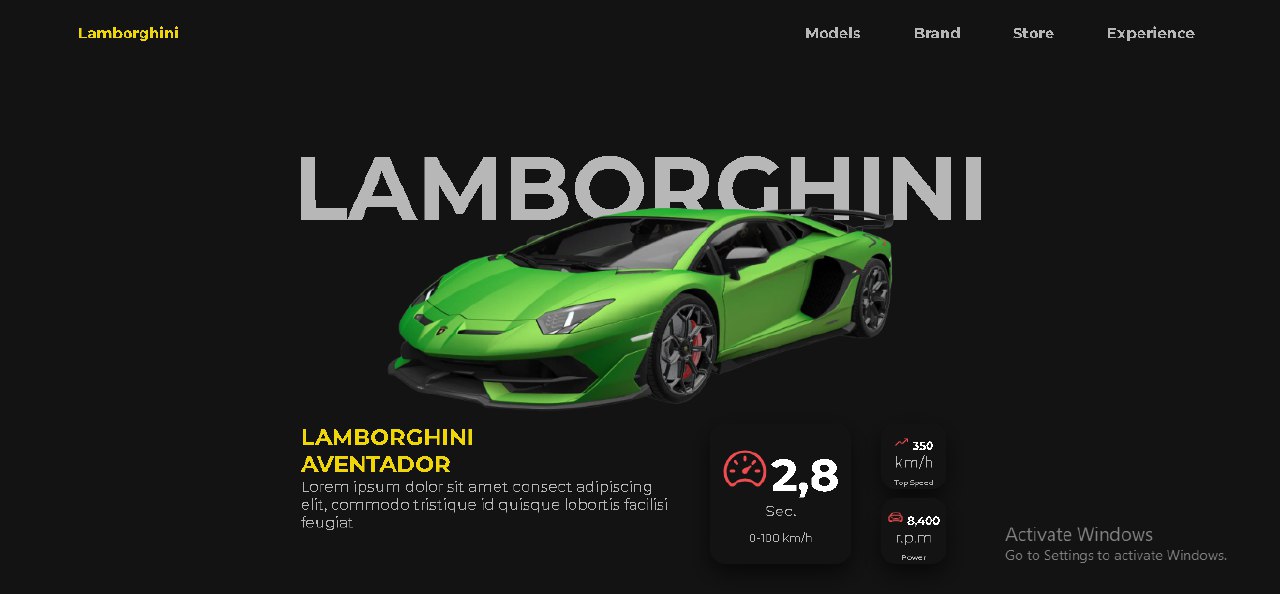 Lamborghini
Models Brand Store Experience
LAMBORGHINI
LAMBORGHINI
AVENTADOR
Lorem ipsum dolor sit amet consect adipiscing
elit, commodo tristique id quisque lobortis facilisi
feugiat
2,8
Sec.
0-100 km/h
350
km/h
Top Speed
8,400
r.p.m
Power
Activate Windows
Go to Settings to activate Windows.